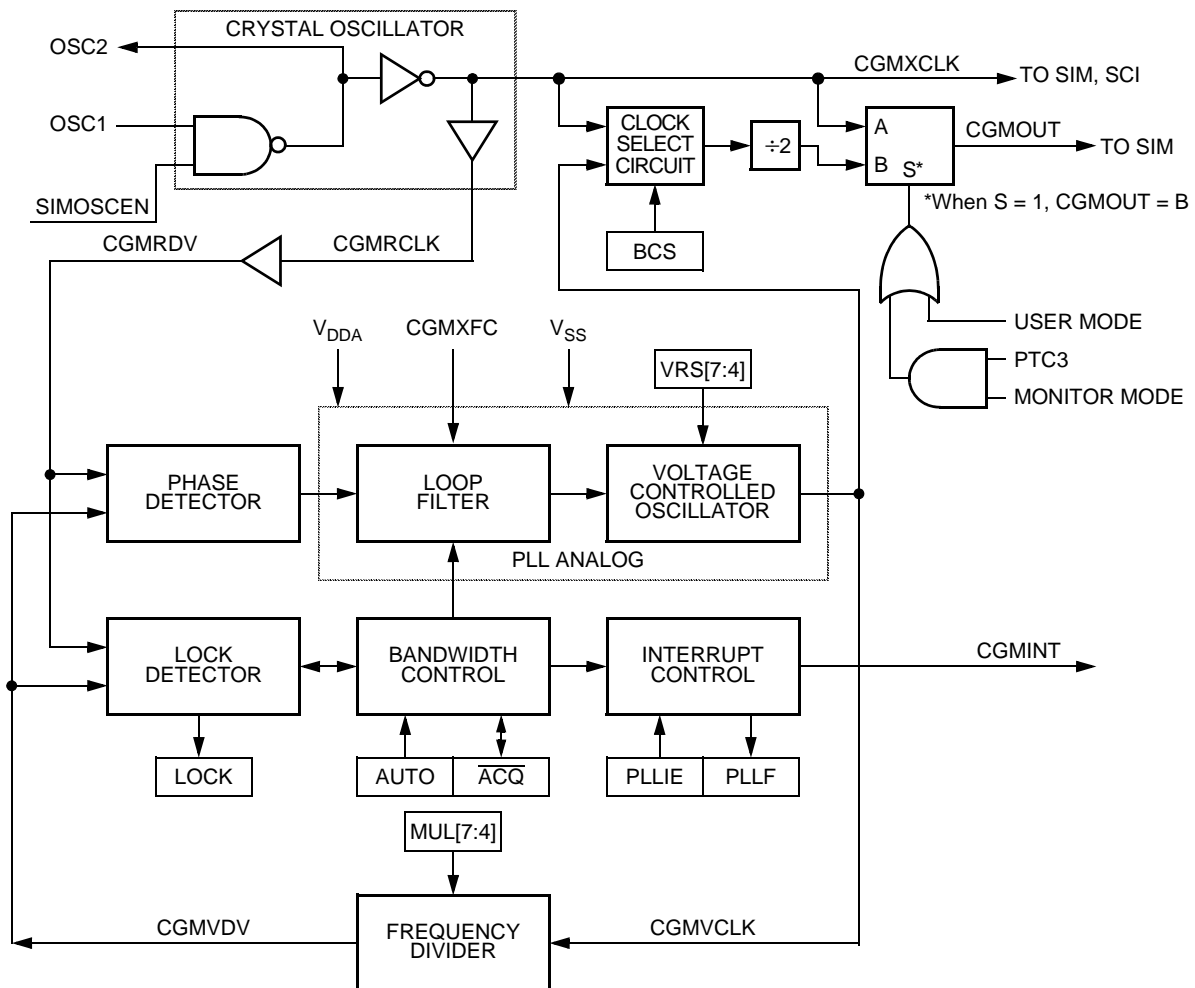 CRYSTAL OSCILLATOR
OSC2
CGMXCLK
TO SIM, SCI
OSC1
CLOCK
SELECT
CIRCUIT
÷2
A
B
S*
CGMOUT
TO SIM
*When S = 1, CGMOUT = B
SIMOSCEN
CGMRDV
CGMRCLK
BCS
USER MODE
PTC3
MONITOR MODE
VDDA
CGMXFC
VSS
VRS[7:4]
PHASE
DETECTOR
LOOP
FILTER
VOLTAGE
CONTROLLED
OSCILLATOR
PLL ANALOG
LOCK
DETECTOR
BANDWIDTH
CONTROL
INTERRUPT
CONTROL
CGMINT
LOCK
AUTO
ACQ
PLLIE
PLLF
MUL[7:4]
CGMVDV
FREQUENCY
DIVIDER
CGMVCLK